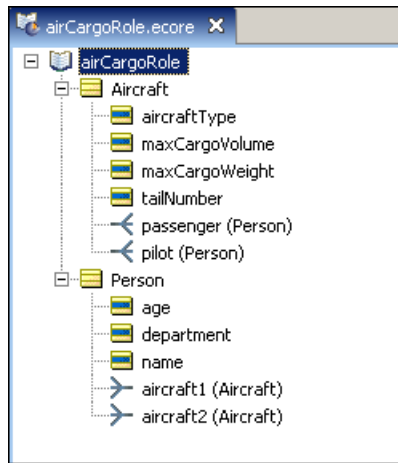 airCargoRole.ecore
airCargoRole
Aircraft
aircraftType
maxCargoVolume
maxCargoWeight
tailNumber
passenger (Person)
pilot (Person)
Person
age
department
name
aircraft1 (Aircraft)
aircraft2 (Aircraft)